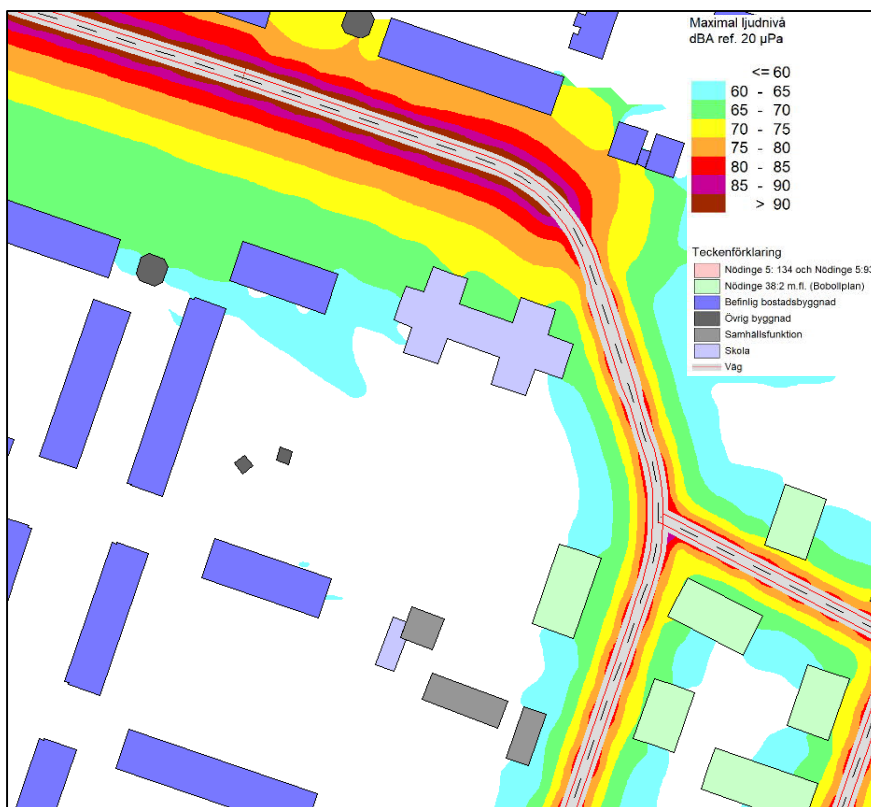 Maximal ljudnivå
dBA ref. 20 µPa
<= 60
60 - 65
65 - 70
70 - 75
75 - 80
80 - 85
85 - 90
> 90
Teckenförklaring
Nödinge 5: 134 och Nödinge 5:93
Nödinge 38:2 m.fl. (Bobollplan)
Befinlig bostadsbyggnad
Övrig byggnad
Samhällsfunktion
Skola
Väg